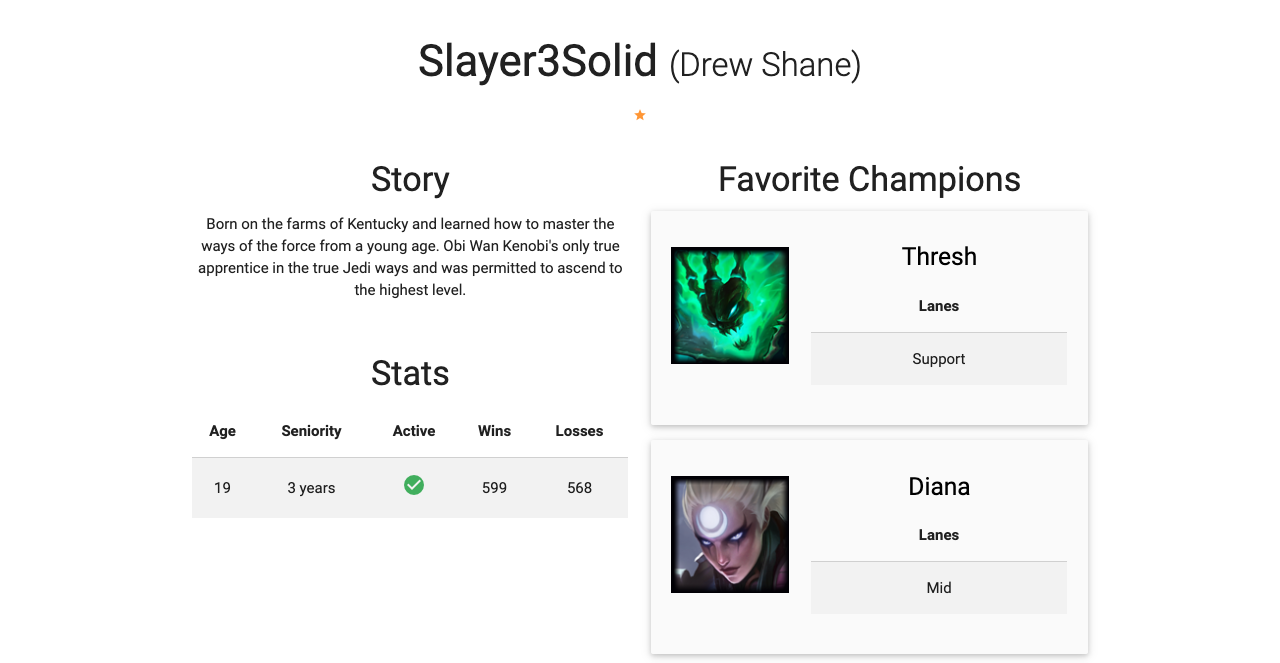 Slayer3Solid (Drew Shane)
Story
Born on the farms of Kentucky and learned how to master the
ways of the force from a young age. Obi Wan Kenobi's only true
apprentice in the true Jedi ways and was permitted to ascend to
the highest level.
Stats
Age Seniority Active Wins Losses
19 3 years 599 568
Favorite Champions
Thresh
Lanes
Support
Diana
Lanes
Mid